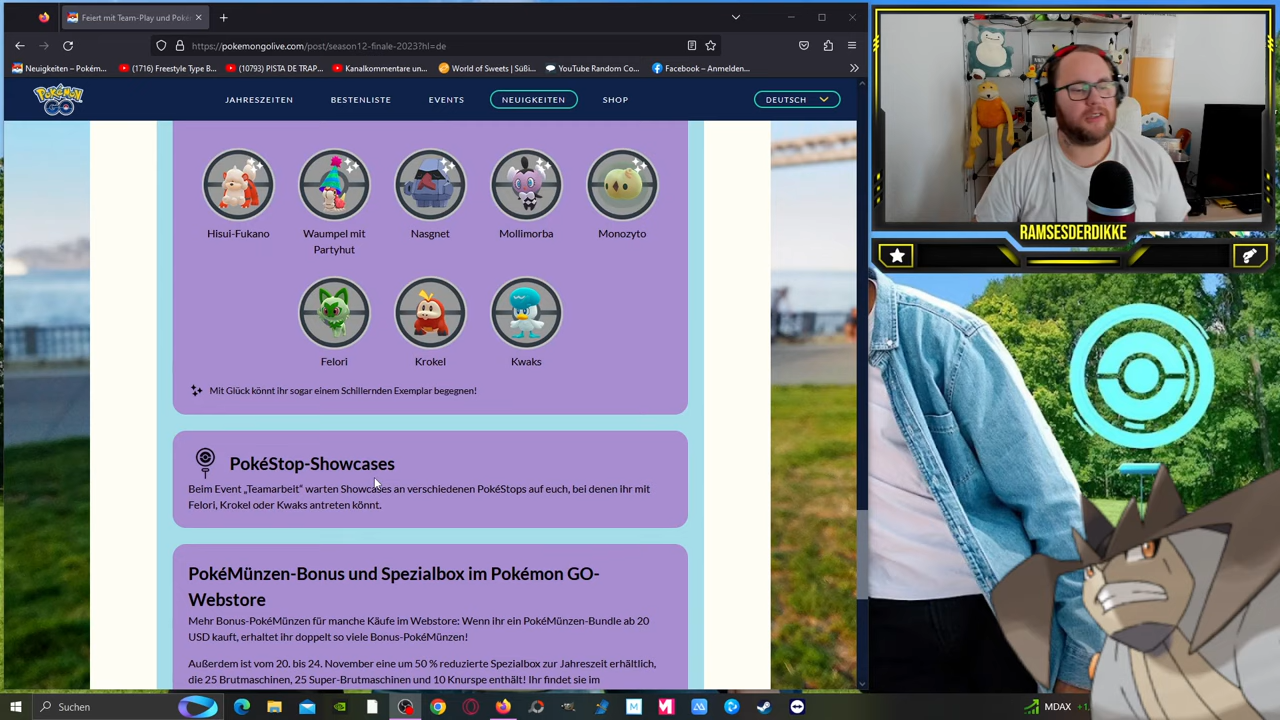 Feiert mit Team-Play und Poké
https://pokemongolive.com/post/season12-finale-2023?hl=de
Neuigkeiten – Pokém...
(1716) Freestyle Type B...
(10793) PISTA DE TRAP...
Kanalkommentare un...
World of Sweets | Süßi...
YouTube Random Co...
Facebook – Anmelden...
POKÉMON GO
JAHRESZEITEN
BESTENLISTE
EVENTS
NEUIGKEITEN
SHOP
DEUTSCH
Hisui-Fukano
Waumpel mit
Partyhut
Nasgnet
Mollimorba
Monozyto
Felori
Krokel
Kwaks
Mit Glück könnt ihr sogar einem Schillernden Exemplar begegnen!
PokéStop-Showcases
Beim Event „Teamarbeit“ warten Showcases an verschiedenen PokéStops auf euch, bei denen ihr mit
Felori, Krokel oder Kwaks antreten könnt.
PokéMünzen-Bonus und Spezialbox im Pokémon GO-
Webstore
Mehr Bonus-PokéMünzen für manche Käufe im Webstore: Wenn ihr ein PokéMünzen-Bundle ab 20
USD kauft, erhaltet ihr doppelt so viele Bonus-PokéMünzen!
Außerdem ist vom 20. bis 24. November eine um 50 % reduzierte Spezialbox zur Jahreszeit erhältlich,
die 25 Brutmaschinen, 25 Super-Brutmaschinen und 10 Knurspe enthält! Ihr findet sie im
RAMSESDERDIKKE
Suchen
MDAX +1,